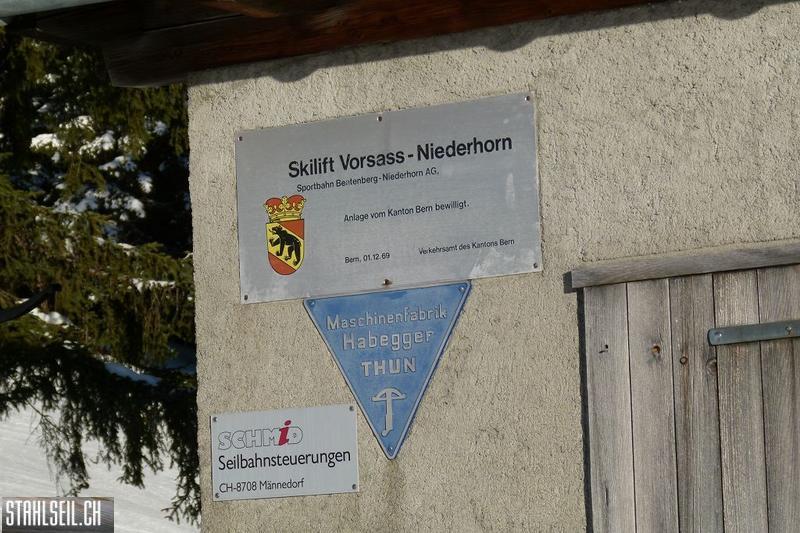 Skilift Vorsass - Niederhorn
Sportbahn Beatenberg - Niederhorn AG.
Anlage vom Kanton Bern bewilligt.
Bern, 01.12.69 Verkehrsamt des Kantons Bern
Maschinenfabrik
Habegger
THUN
SCHMiD
Seilbahnsteuerungen
CH-8708 Männedorf
STAHLSEIL.CH